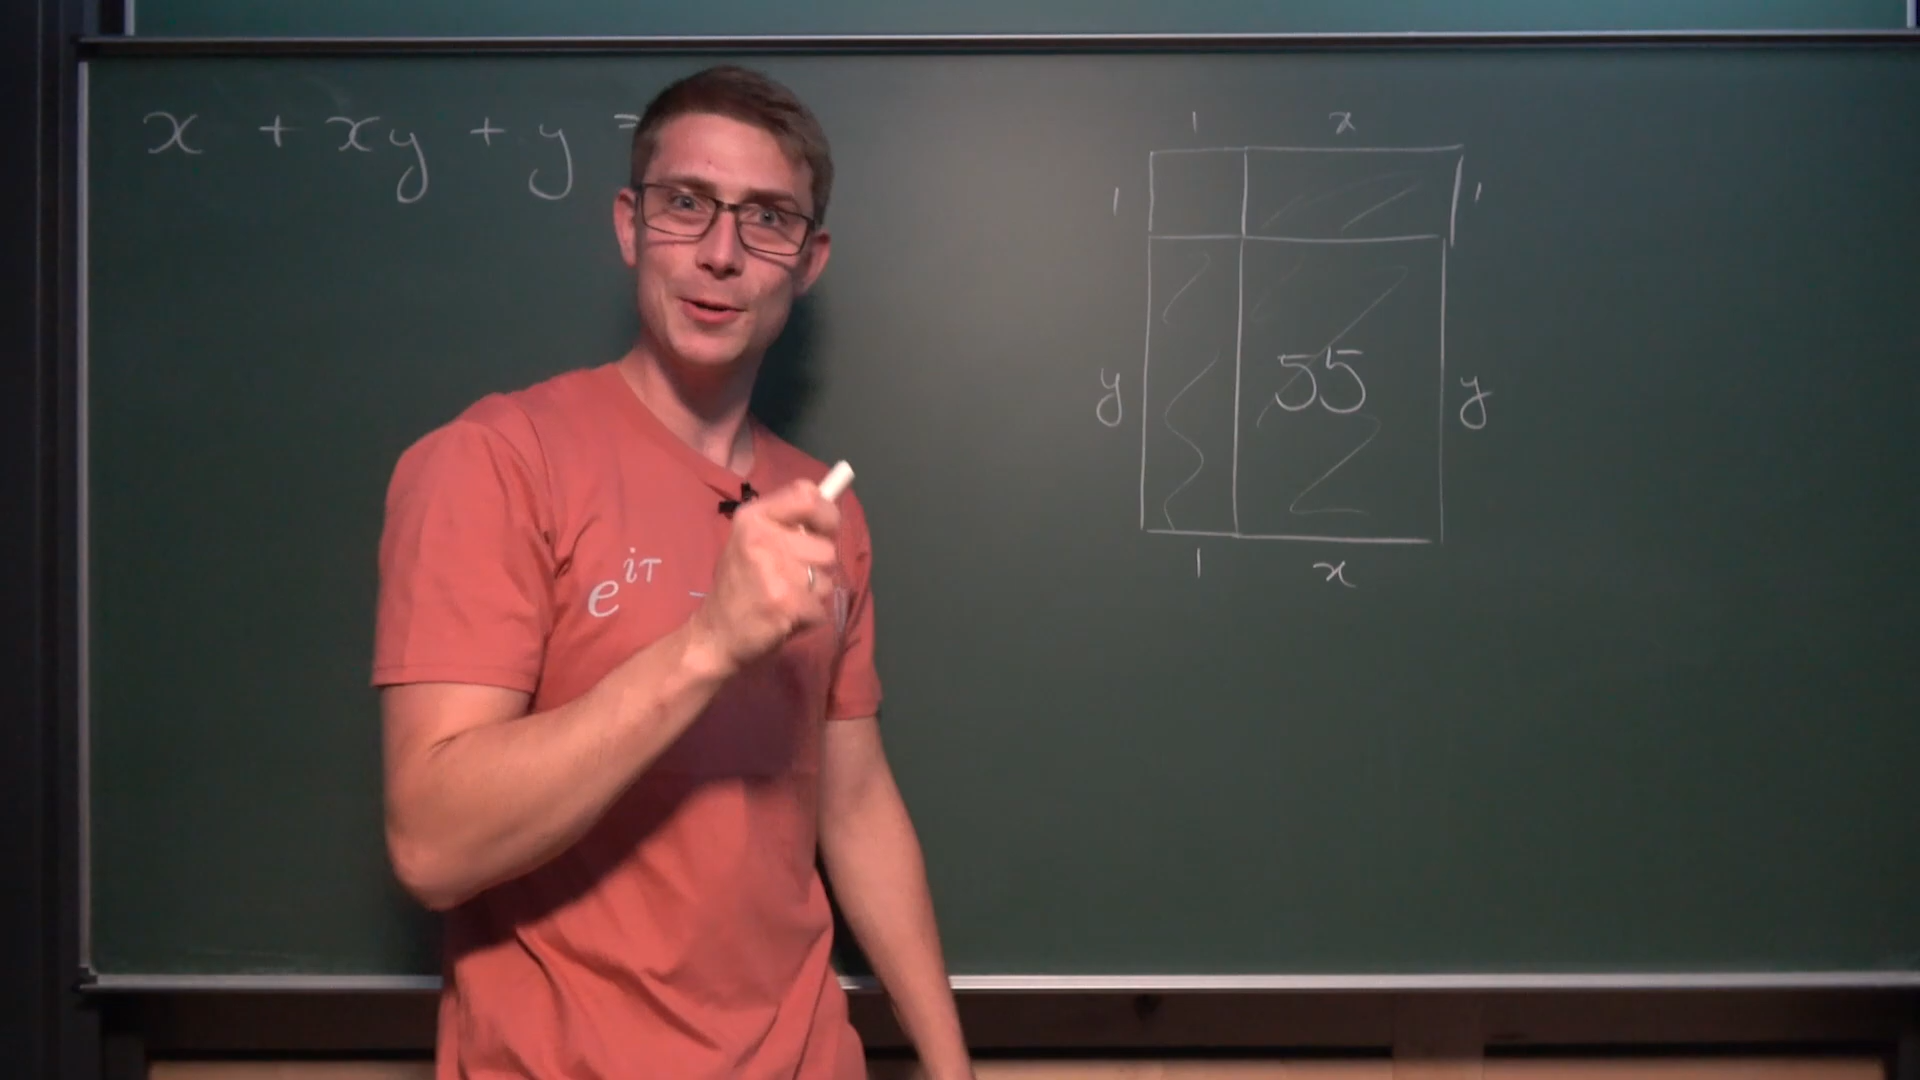 x + xy + y =
1 x
1 1
y 55 y
1 x
e^{iτ} -